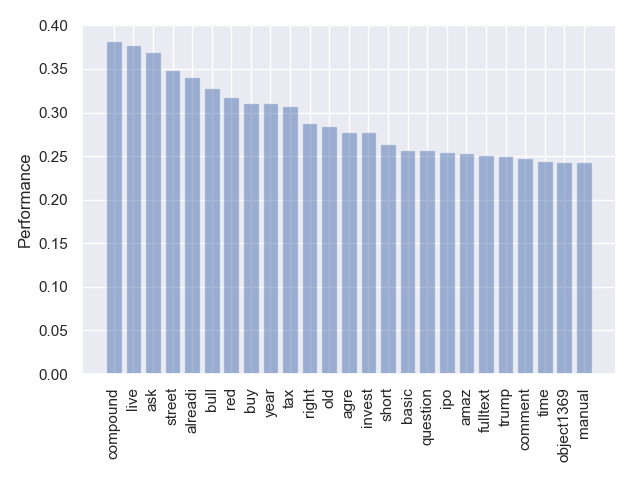 0.40
0.35
0.30
0.25
0.20
0.15
0.10
0.05
0.00
Performance
compound
live
ask
street
alreadi
bull
red
buy
year
tax
right
old
agre
invest
short
basic
question
ipo
amaz
fulltext
trump
comment
time
object1369
manual